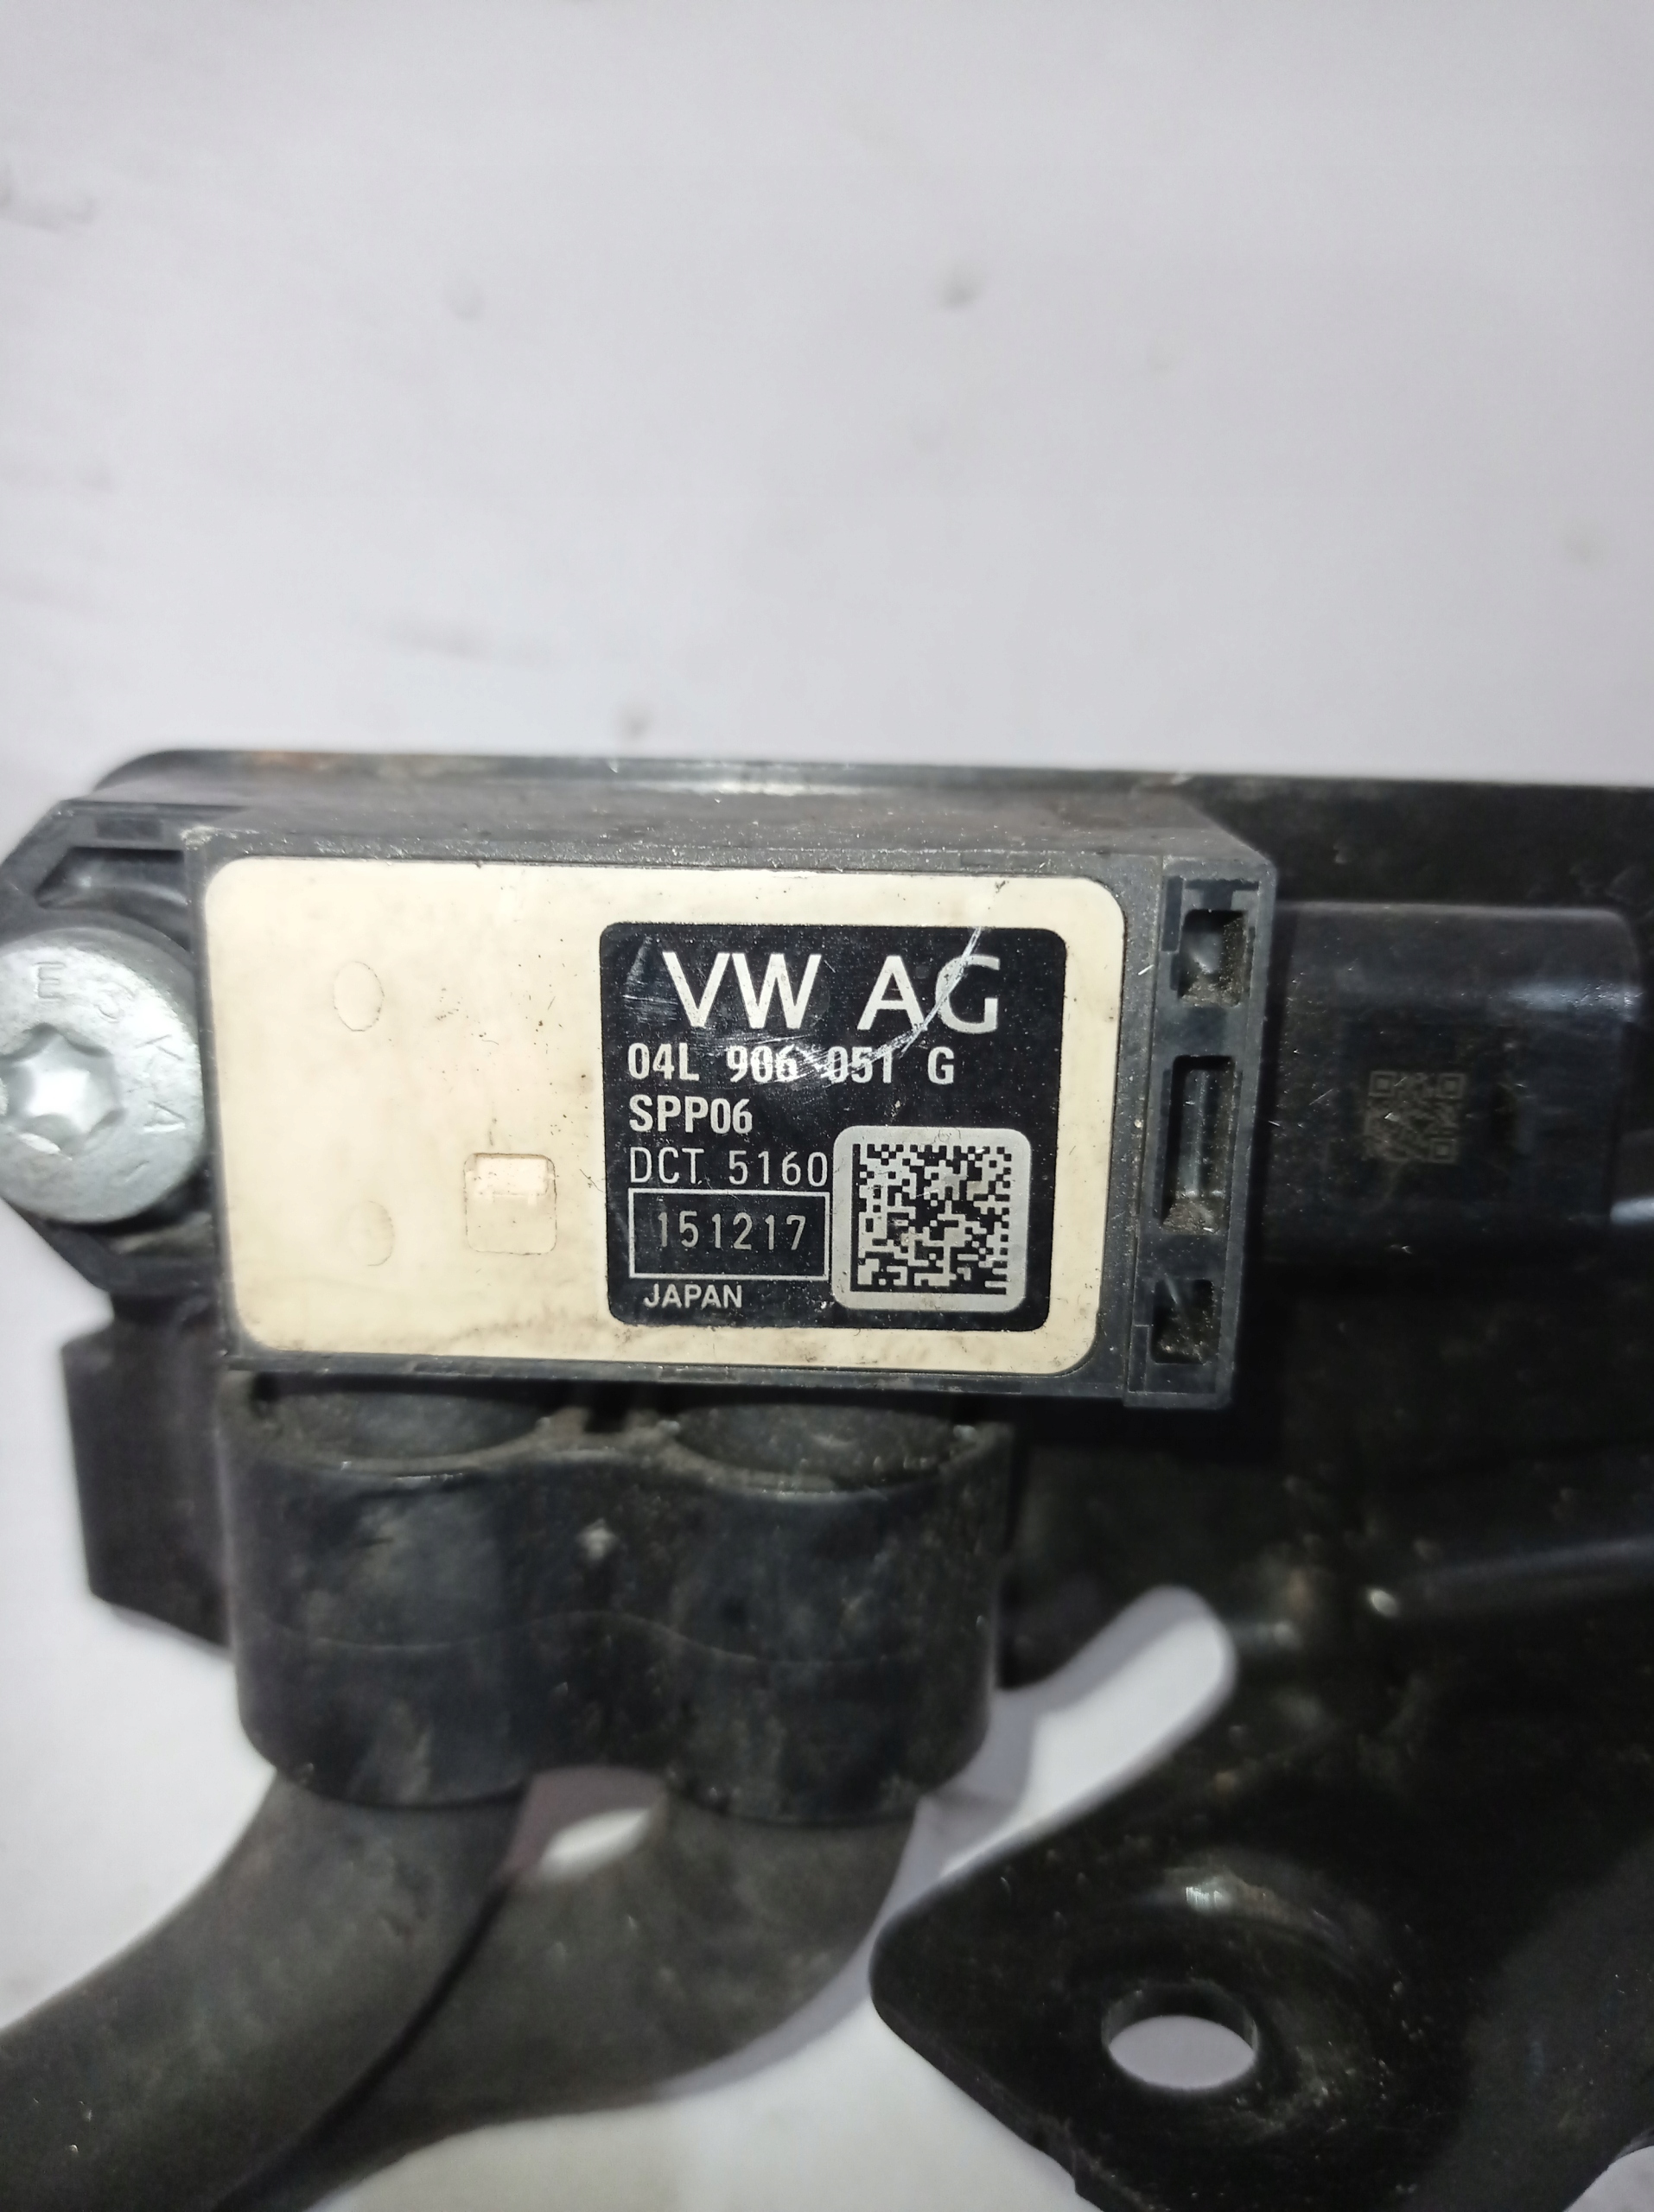 VW AG
04L 906 051 G
SPP06
DCT 5160
151217
JAPAN